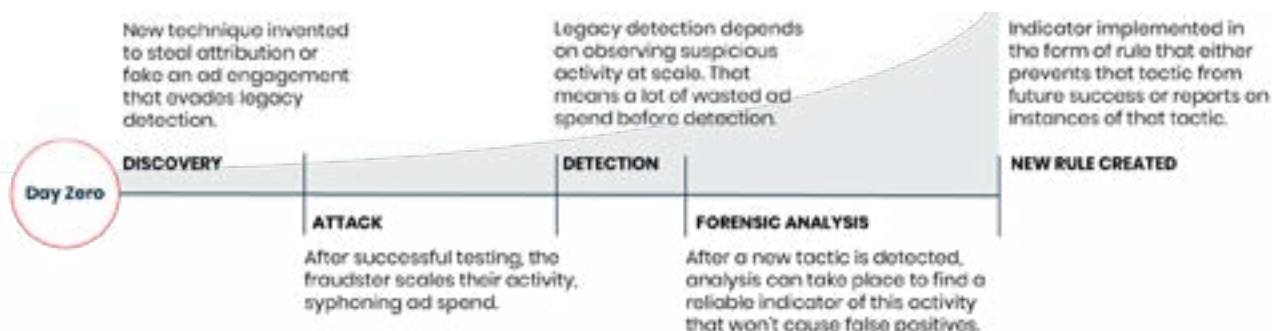 New technique invented
to steal attribution or
fake an ad engagement
that evades legacy
detection.
Legacy detection depends
on observing suspicious
activity at scale. That
means a lot of wasted ad
spend before detection.
Indicator implemented in
the form of rule that either
prevents that tactic from
future success or reports on
instances of that tactic.
Day Zero
DISCOVERY
DETECTION
NEW RULE CREATED
ATTACK
After successful testing, the
fraudster scales their activity,
syphoning ad spend.
FORENSIC ANALYSIS
After a new tactic is detected,
analysis can take place to find a
reliable indicator of this activity
that won't cause false positives.